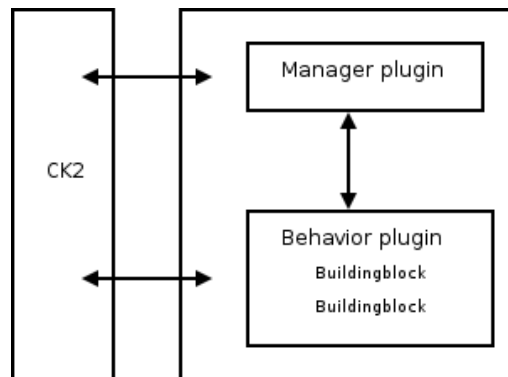 Manager plugin
CK2
Behavior plugin
Buildingblock
Buildingblock